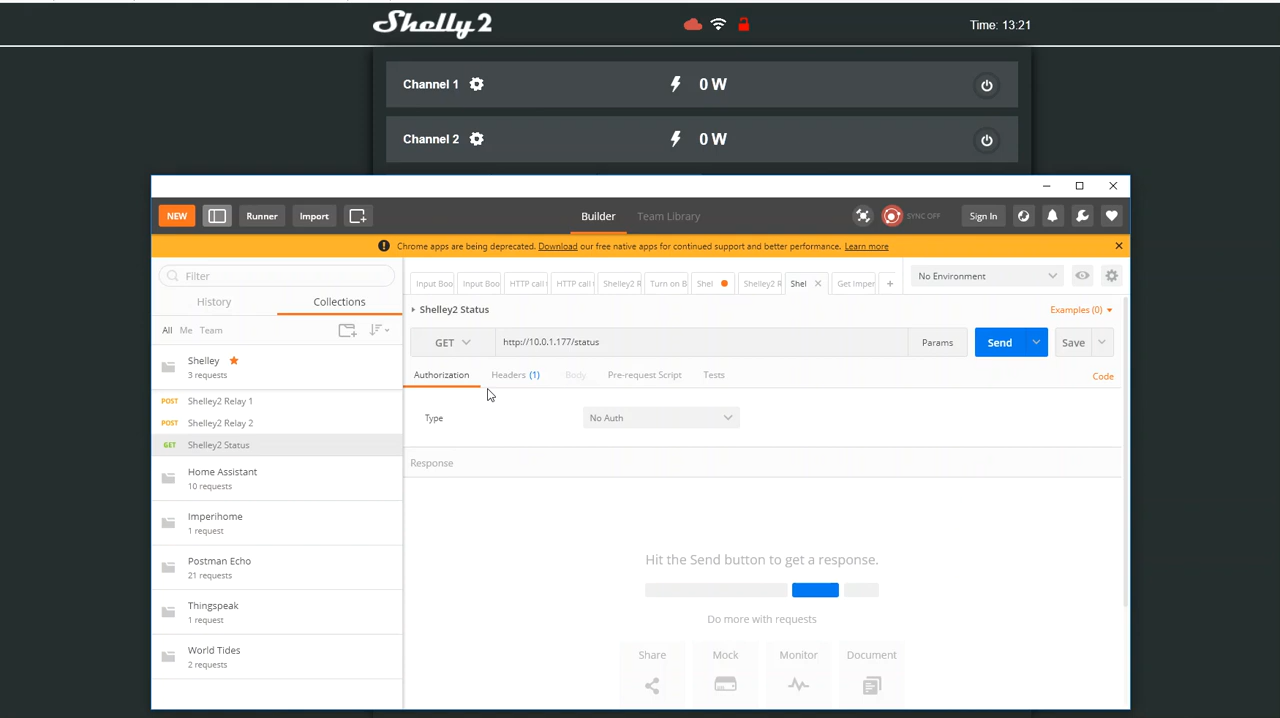 Shelly2
Time: 13:21
Channel 1
0 W
Channel 2
0 W
NEW
Runner
Import
Builder
Team Library
SYNC OFF
Sign In
Chrome apps are being deprecated. Download our free native apps for continued support and better performance. Learn more
Filter
History
Collections
All Me Team
Shelley
3 requests
POST Shelley2 Relay 1
POST Shelley2 Relay 2
GET Shelley2 Status
Home Assistant
10 requests
Imperihome
1 request
Postman Echo
21 requests
Thingspeak
1 request
World Tides
2 requests
Input Boo
Input Boo
HTTP call
HTTP call
Shelley2 R
Turn on B
Shel
Shelley2 R
Shel
Get Imper
No Environment
Shelley2 Status
Examples (0)
GET
http://10.0.1.177/status
Params
Send
Save
Authorization
Headers (1)
Body
Pre-request Script
Tests
Code
Type
No Auth
Response
Hit the Send button to get a response.
Do more with requests
Share
Mock
Monitor
Document